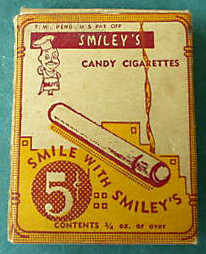 T.M. PEND. U.S. PAT. OFF.
SMILEY'S
CANDY CIGARETTES
SMILE WITH SMILEY'S
5¢
CONTENTS ¾ oz. or over